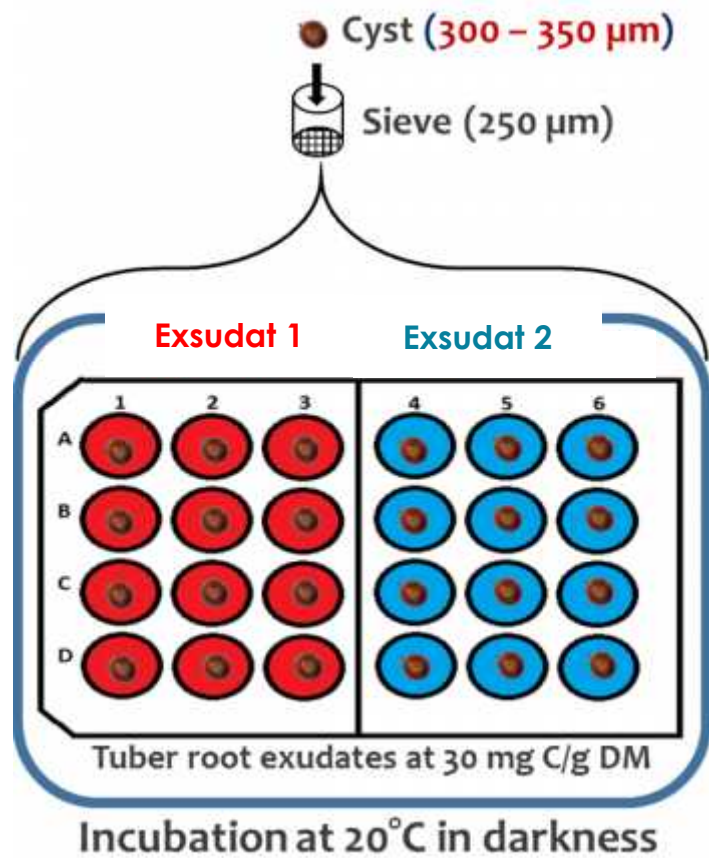 Cyst (300 – 350 µm)
Sieve (250 µm)
Exsudat 1 Exsudat 2
1 2 3 4 5 6
A
B
C
D
Tuber root exudates at 30 mg C/g DM
Incubation at 20°C in darkness